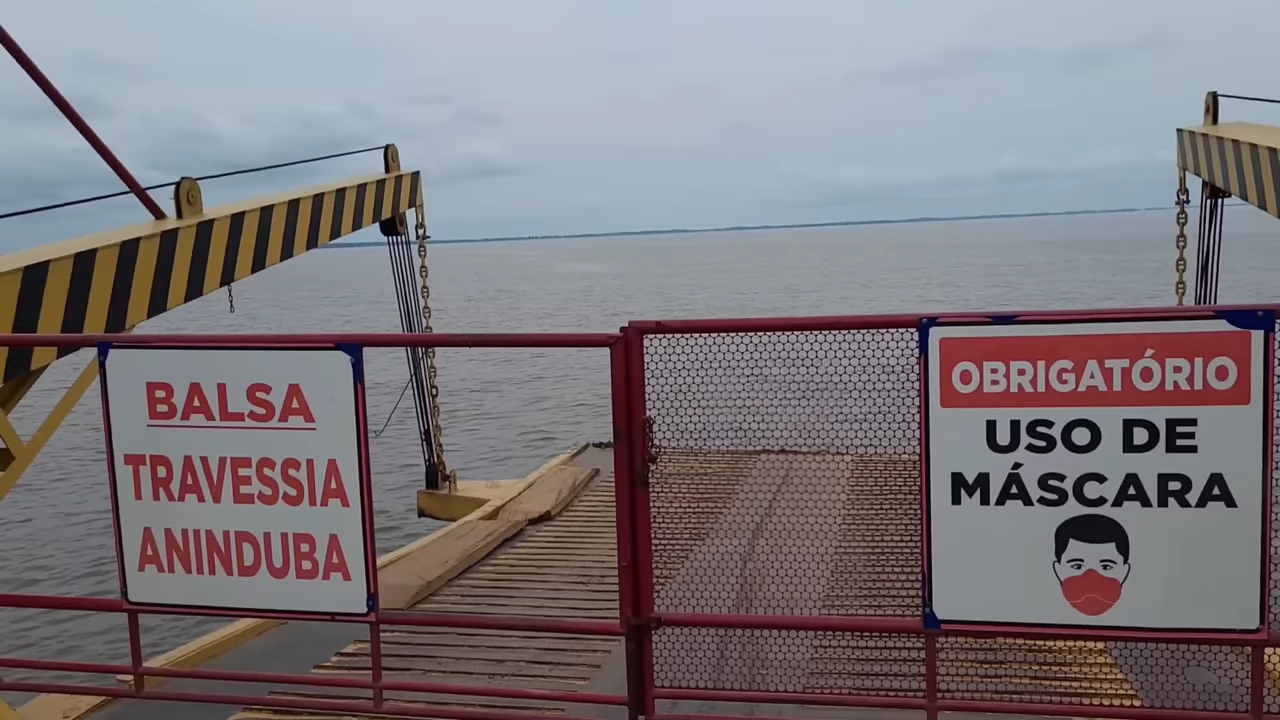 BALSA
TRAVESSIA
ANINDUBA
OBRIGATÓRIO
USO DE
MÁSCARA